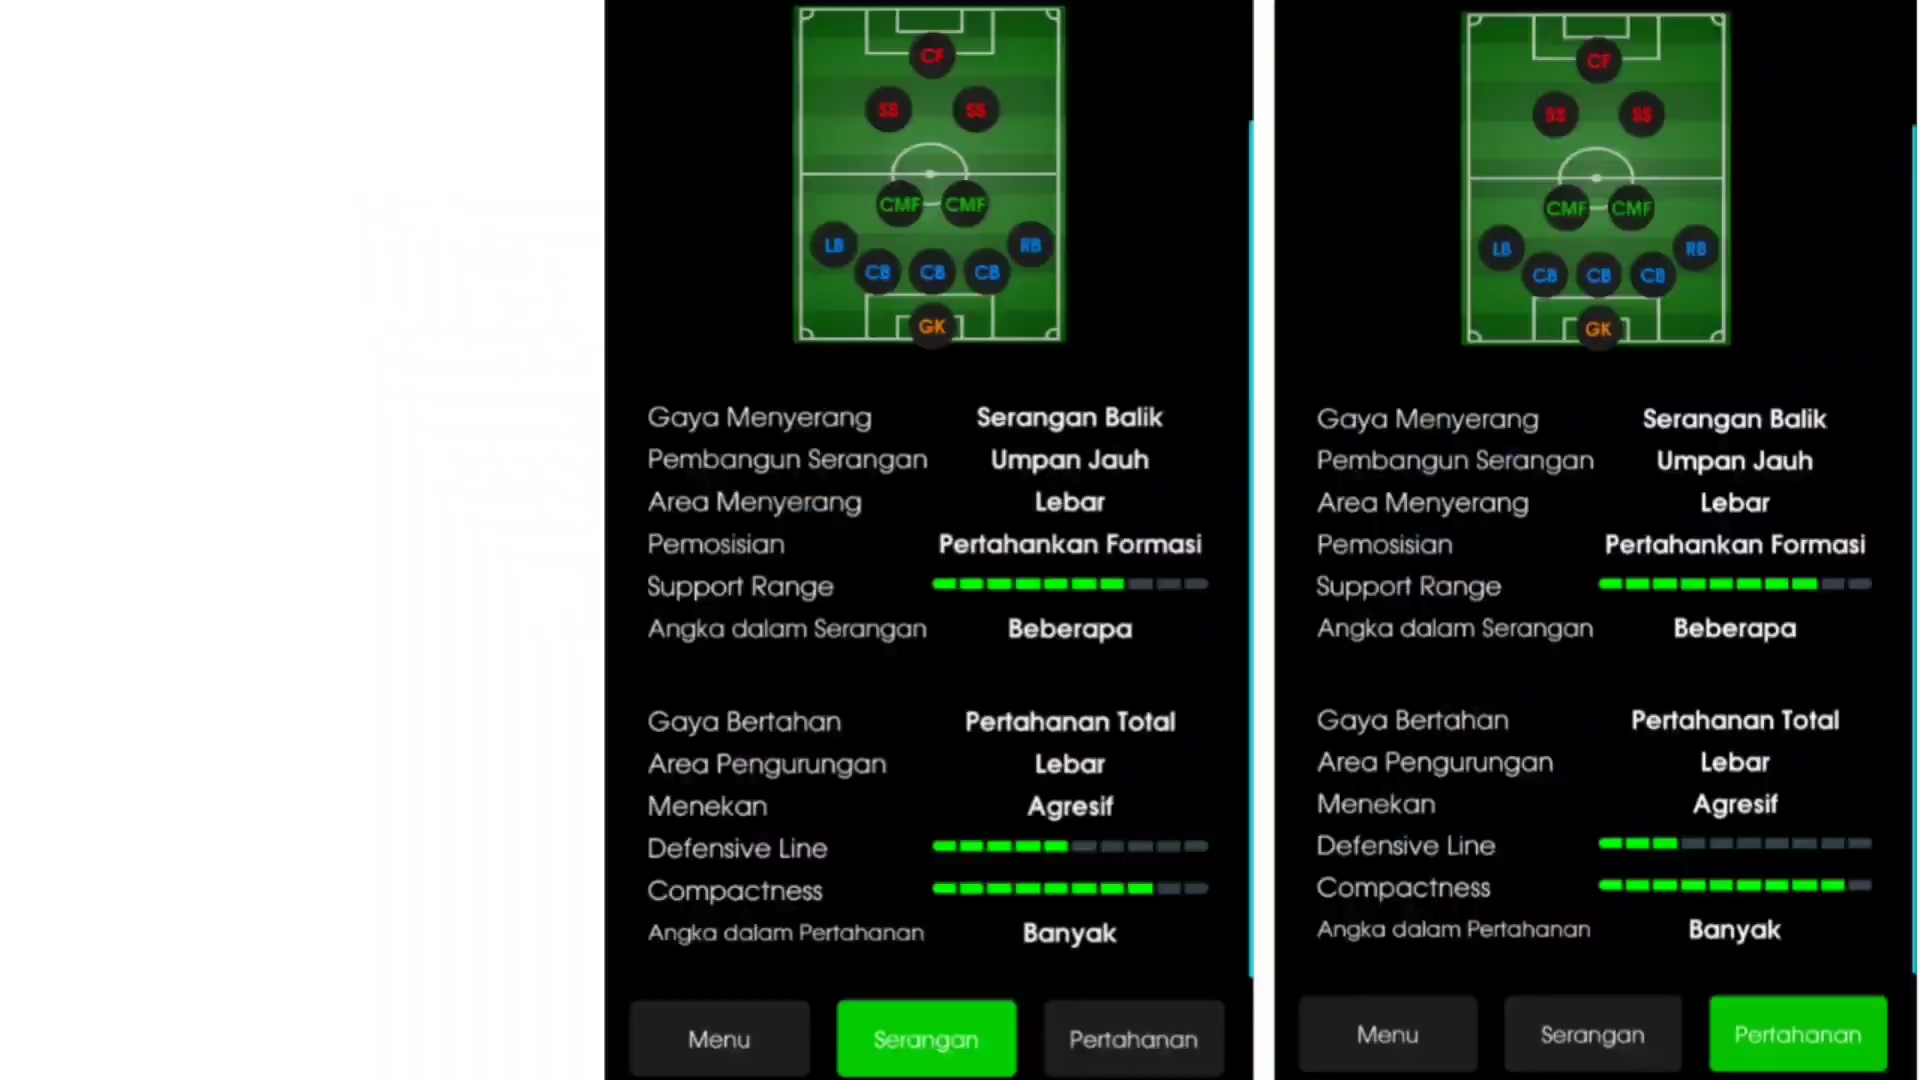 CF
SS SS
CMF CMF
LB RB
CB CB CB
GK
Gaya Menyerang Serangan Balik
Pembangun Serangan Umpan Jauh
Area Menyerang Lebar
Pemosisian Pertahankan Formasi
Support Range
Angka dalam Serangan Beberapa
Gaya Bertahan Pertahanan Total
Area Pengurungan Lebar
Menekan Agresif
Defensive Line
Compactness
Angka dalam Pertahanan Banyak
Menu Serangan Pertahanan
CF
SS SS
CMF CMF
LB RB
CB CB CB
GK
Gaya Menyerang Serangan Balik
Pembangun Serangan Umpan Jauh
Area Menyerang Lebar
Pemosisian Pertahankan Formasi
Support Range
Angka dalam Serangan Beberapa
Gaya Bertahan Pertahanan Total
Area Pengurungan Lebar
Menekan Agresif
Defensive Line
Compactness
Angka dalam Pertahanan Banyak
Menu Serangan Pertahanan